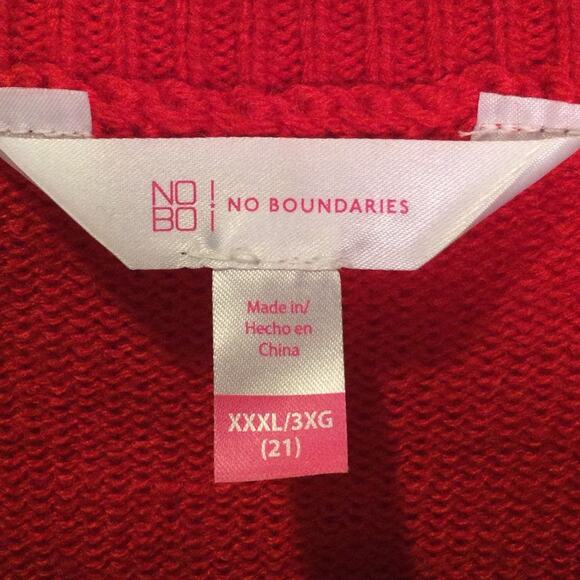 NO
BO
NO BOUNDARIES
Made in/
Hecho en
China
XXXL/3XG
(21)